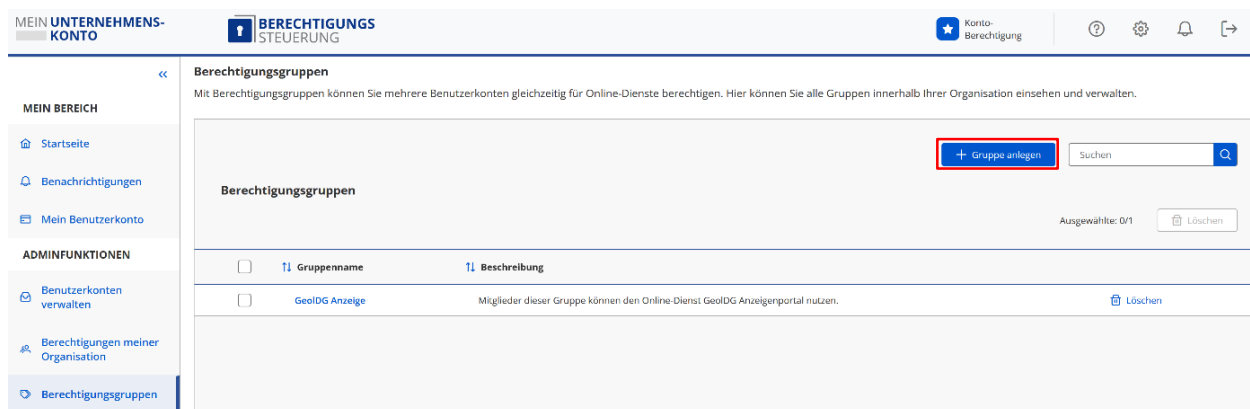 MEIN UNTERNEHMENS-
KONTO
BERECHTIGUNGS
STEUERUNG
Konto-
Berechtigung
MEIN BEREICH
Startseite
Benachrichtigungen
Mein Benutzerkonto
ADMINFUNKTIONEN
Benutzerkonten
verwalten
Berechtigungen meiner
Organisation
Berechtigungsgruppen
Berechtigungsgruppen
Mit Berechtigungsgruppen können Sie mehrere Benutzerkonten gleichzeitig für Online-Dienste berechtigen. Hier können Sie alle Gruppen innerhalb Ihrer Organisation einsehen und verwalten.
+ Gruppe anlegen
Suchen
Berechtigungsgruppen
Ausgewählte: 0/1
Löschen
Gruppenname
Beschreibung
GeolDG Anzeige
Mitglieder dieser Gruppe können den Online-Dienst GeolDG Anzeigenportal nutzen.
Löschen